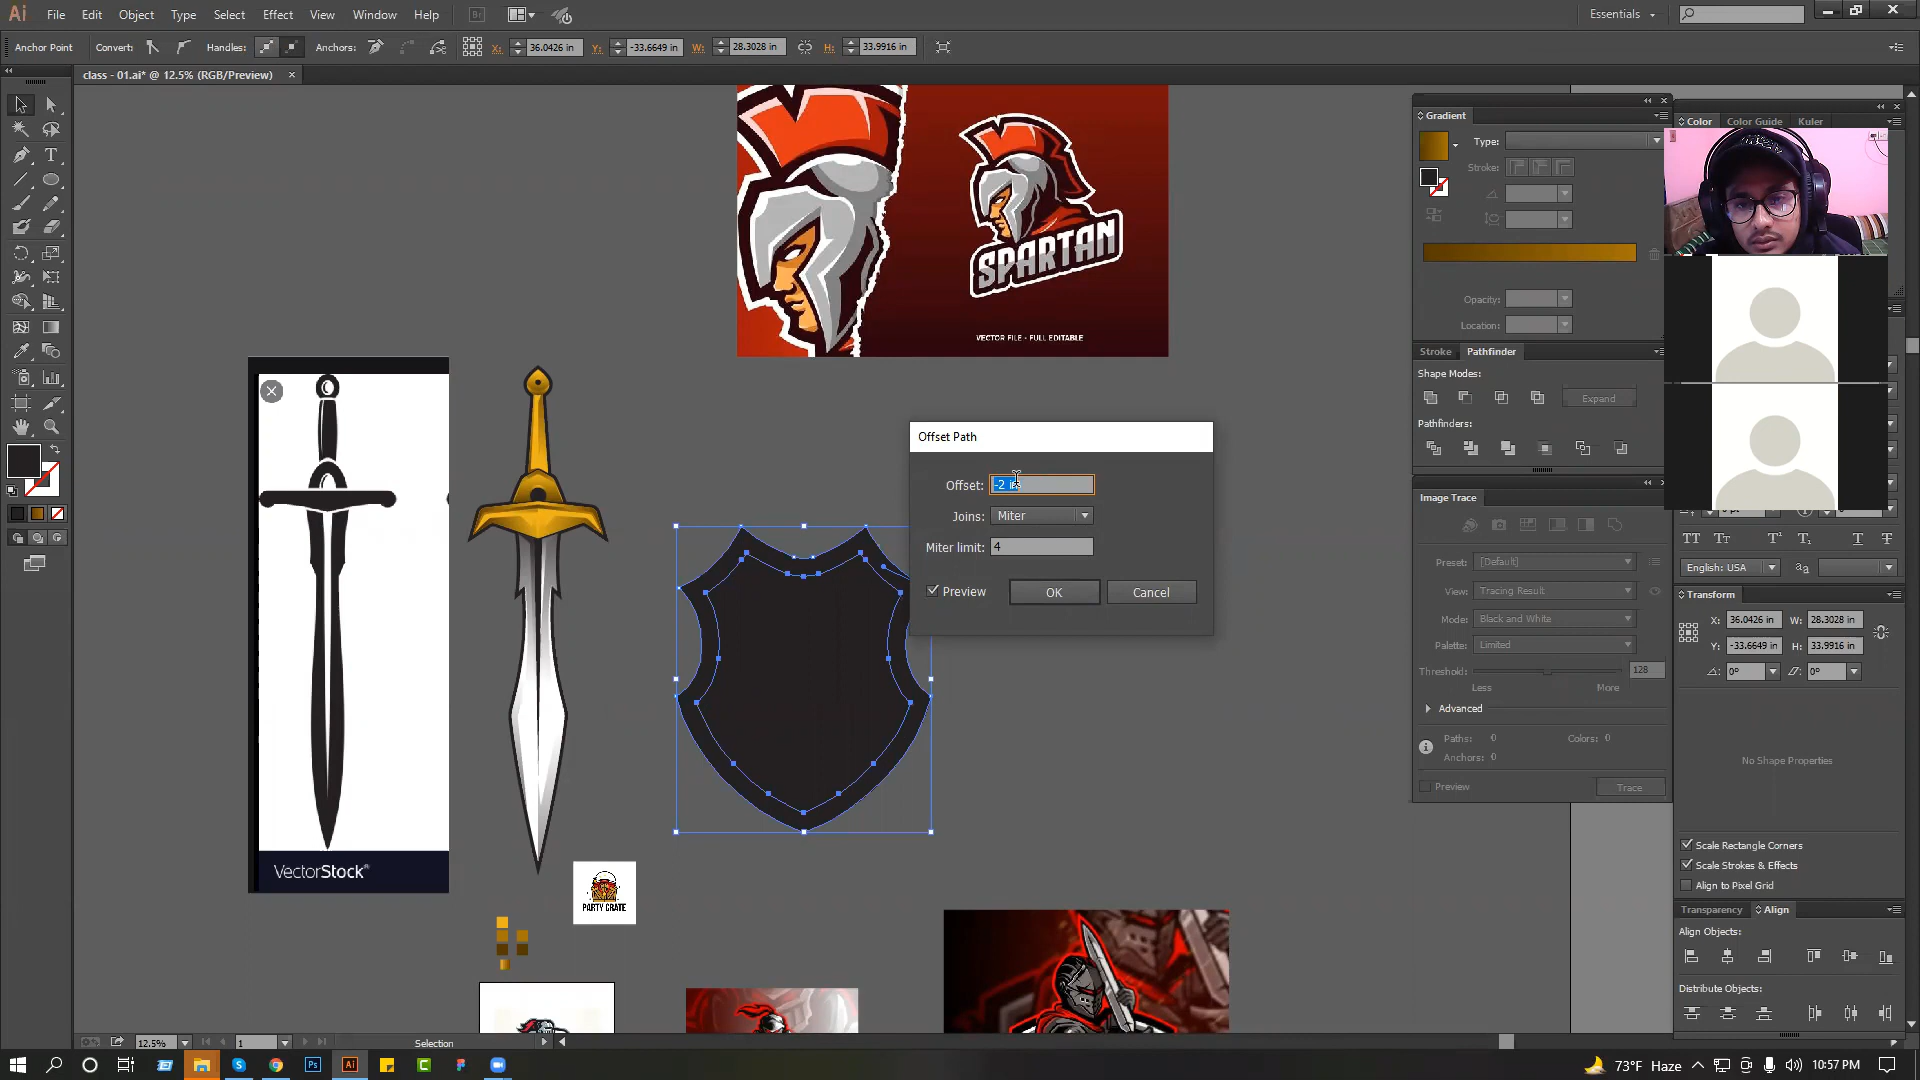 Ai File Edit Object Type Select Effect View Window Help Br Essentials
Anchor Point Convert: Handles: Anchors: X: 36.0426 in Y: -33.6649 in W: 28.3028 in H: 33.9916 in
class - 01.ai* @ 12.5% (RGB/Preview)
Gradient
Type:
Stroke:
Opacity:
Location:
Color Color Guide Kuler
SPARTAN
VECTOR FILE - FULL EDITABLE
Stroke Pathfinder
Shape Modes:
Expand
Pathfinders:
Offset Path
Offset: -2 in
Joins: Miter
Miter limit: 4
Preview OK Cancel
Image Trace
Preset: [Default]
View: Tracing Result
Mode: Black and White
Palette: Limited
Threshold: 128
Less More
Advanced
Paths: 0 Colors: 0
Anchors: 0
Preview Trace
English: USA
Transform
X: 36.0426 in W: 28.3028 in
Y: -33.6649 in H: 33.9916 in
0° 0°
No Shape Properties
Scale Rectangle Corners
Scale Strokes & Effects
Align to Pixel Grid
Transparency Align
Align Objects:
Distribute Objects:
VectorStock®
PARTY CRATE
12.5% 1 Selection
Ps Ai
73°F Haze 10:57 PM